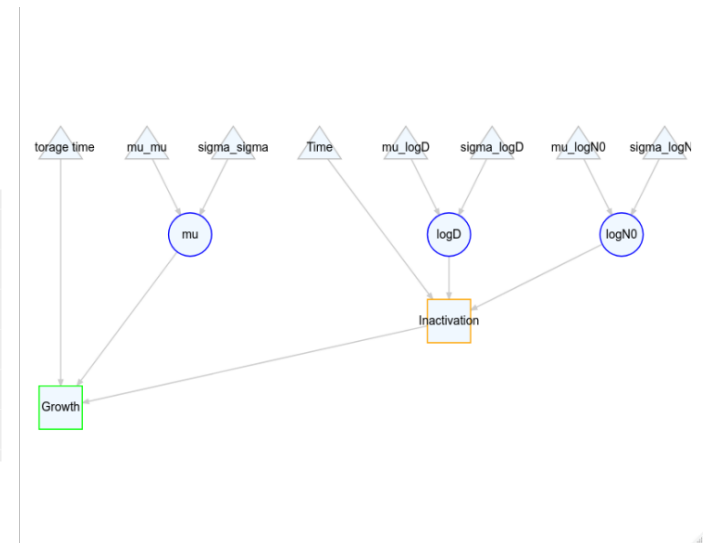 torage time
mu_mu
sigma_sigma
Time
mu_logD
sigma_logD
mu_logN0
sigma_logN
mu
logD
logN0
Inactivation
Growth